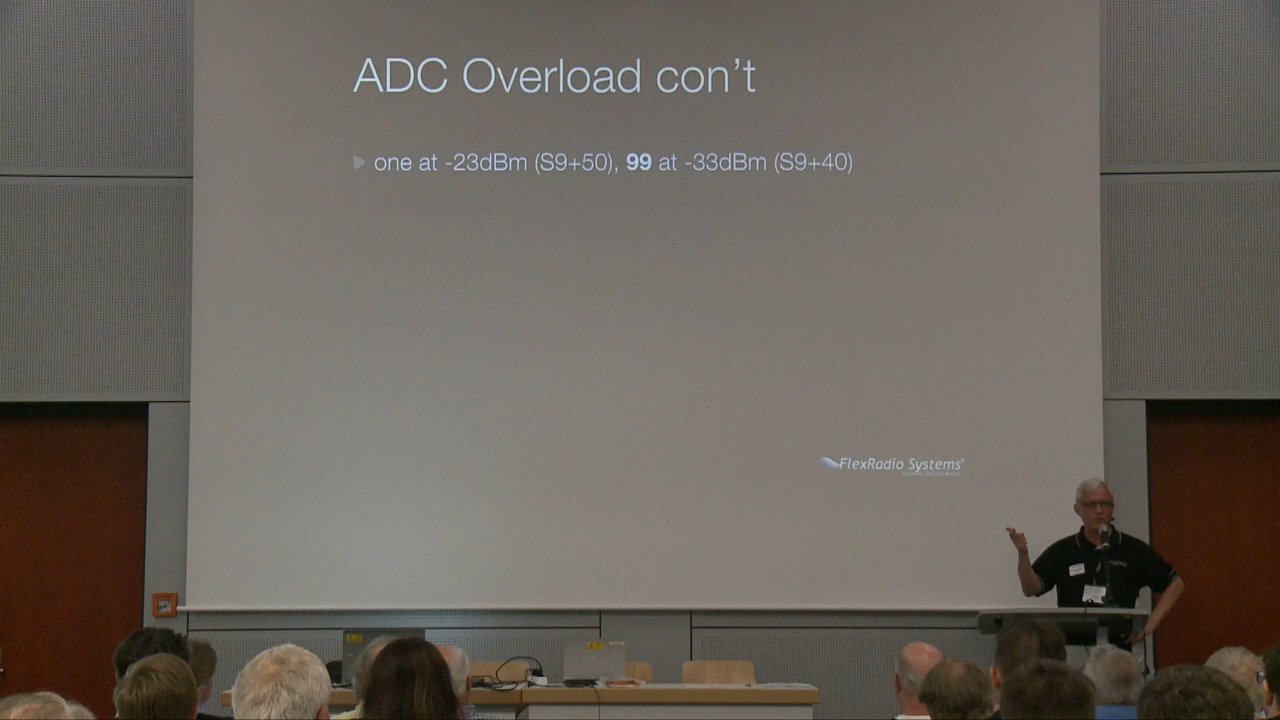 ADC Overload con't
one at -23dBm (S9+50), 99 at -33dBm (S9+40)
FlexRadio Systems®